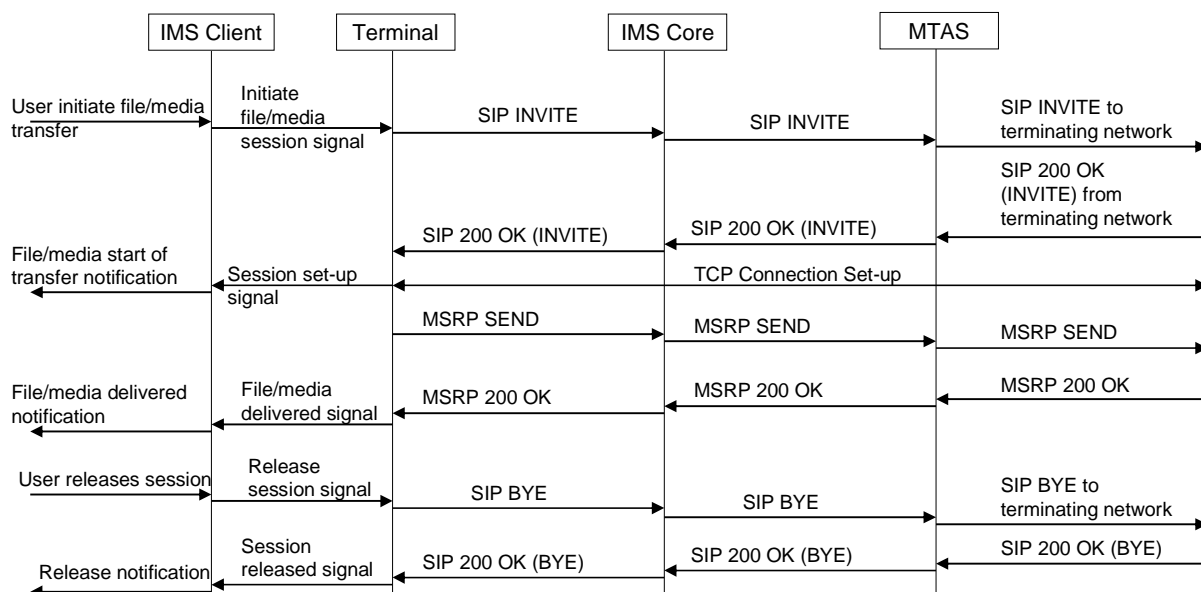 IMS Client
Terminal
IMS Core
MTAS
User initiate file/media
transfer
Initiate
file/media
session signal
SIP INVITE
SIP INVITE
SIP INVITE to
terminating network
SIP 200 OK
(INVITE) from
terminating network
SIP 200 OK (INVITE)
SIP 200 OK (INVITE)
File/media start of
transfer notification
Session set-up
signal
TCP Connection Set-up
MSRP SEND
MSRP SEND
MSRP SEND
File/media delivered
notification
File/media
delivered signal
MSRP 200 OK
MSRP 200 OK
MSRP 200 OK
User releases session
Release
session signal
SIP BYE
SIP BYE
SIP BYE to
terminating network
Release notification
Session
released signal
SIP 200 OK (BYE)
SIP 200 OK (BYE)
SIP 200 OK (BYE)